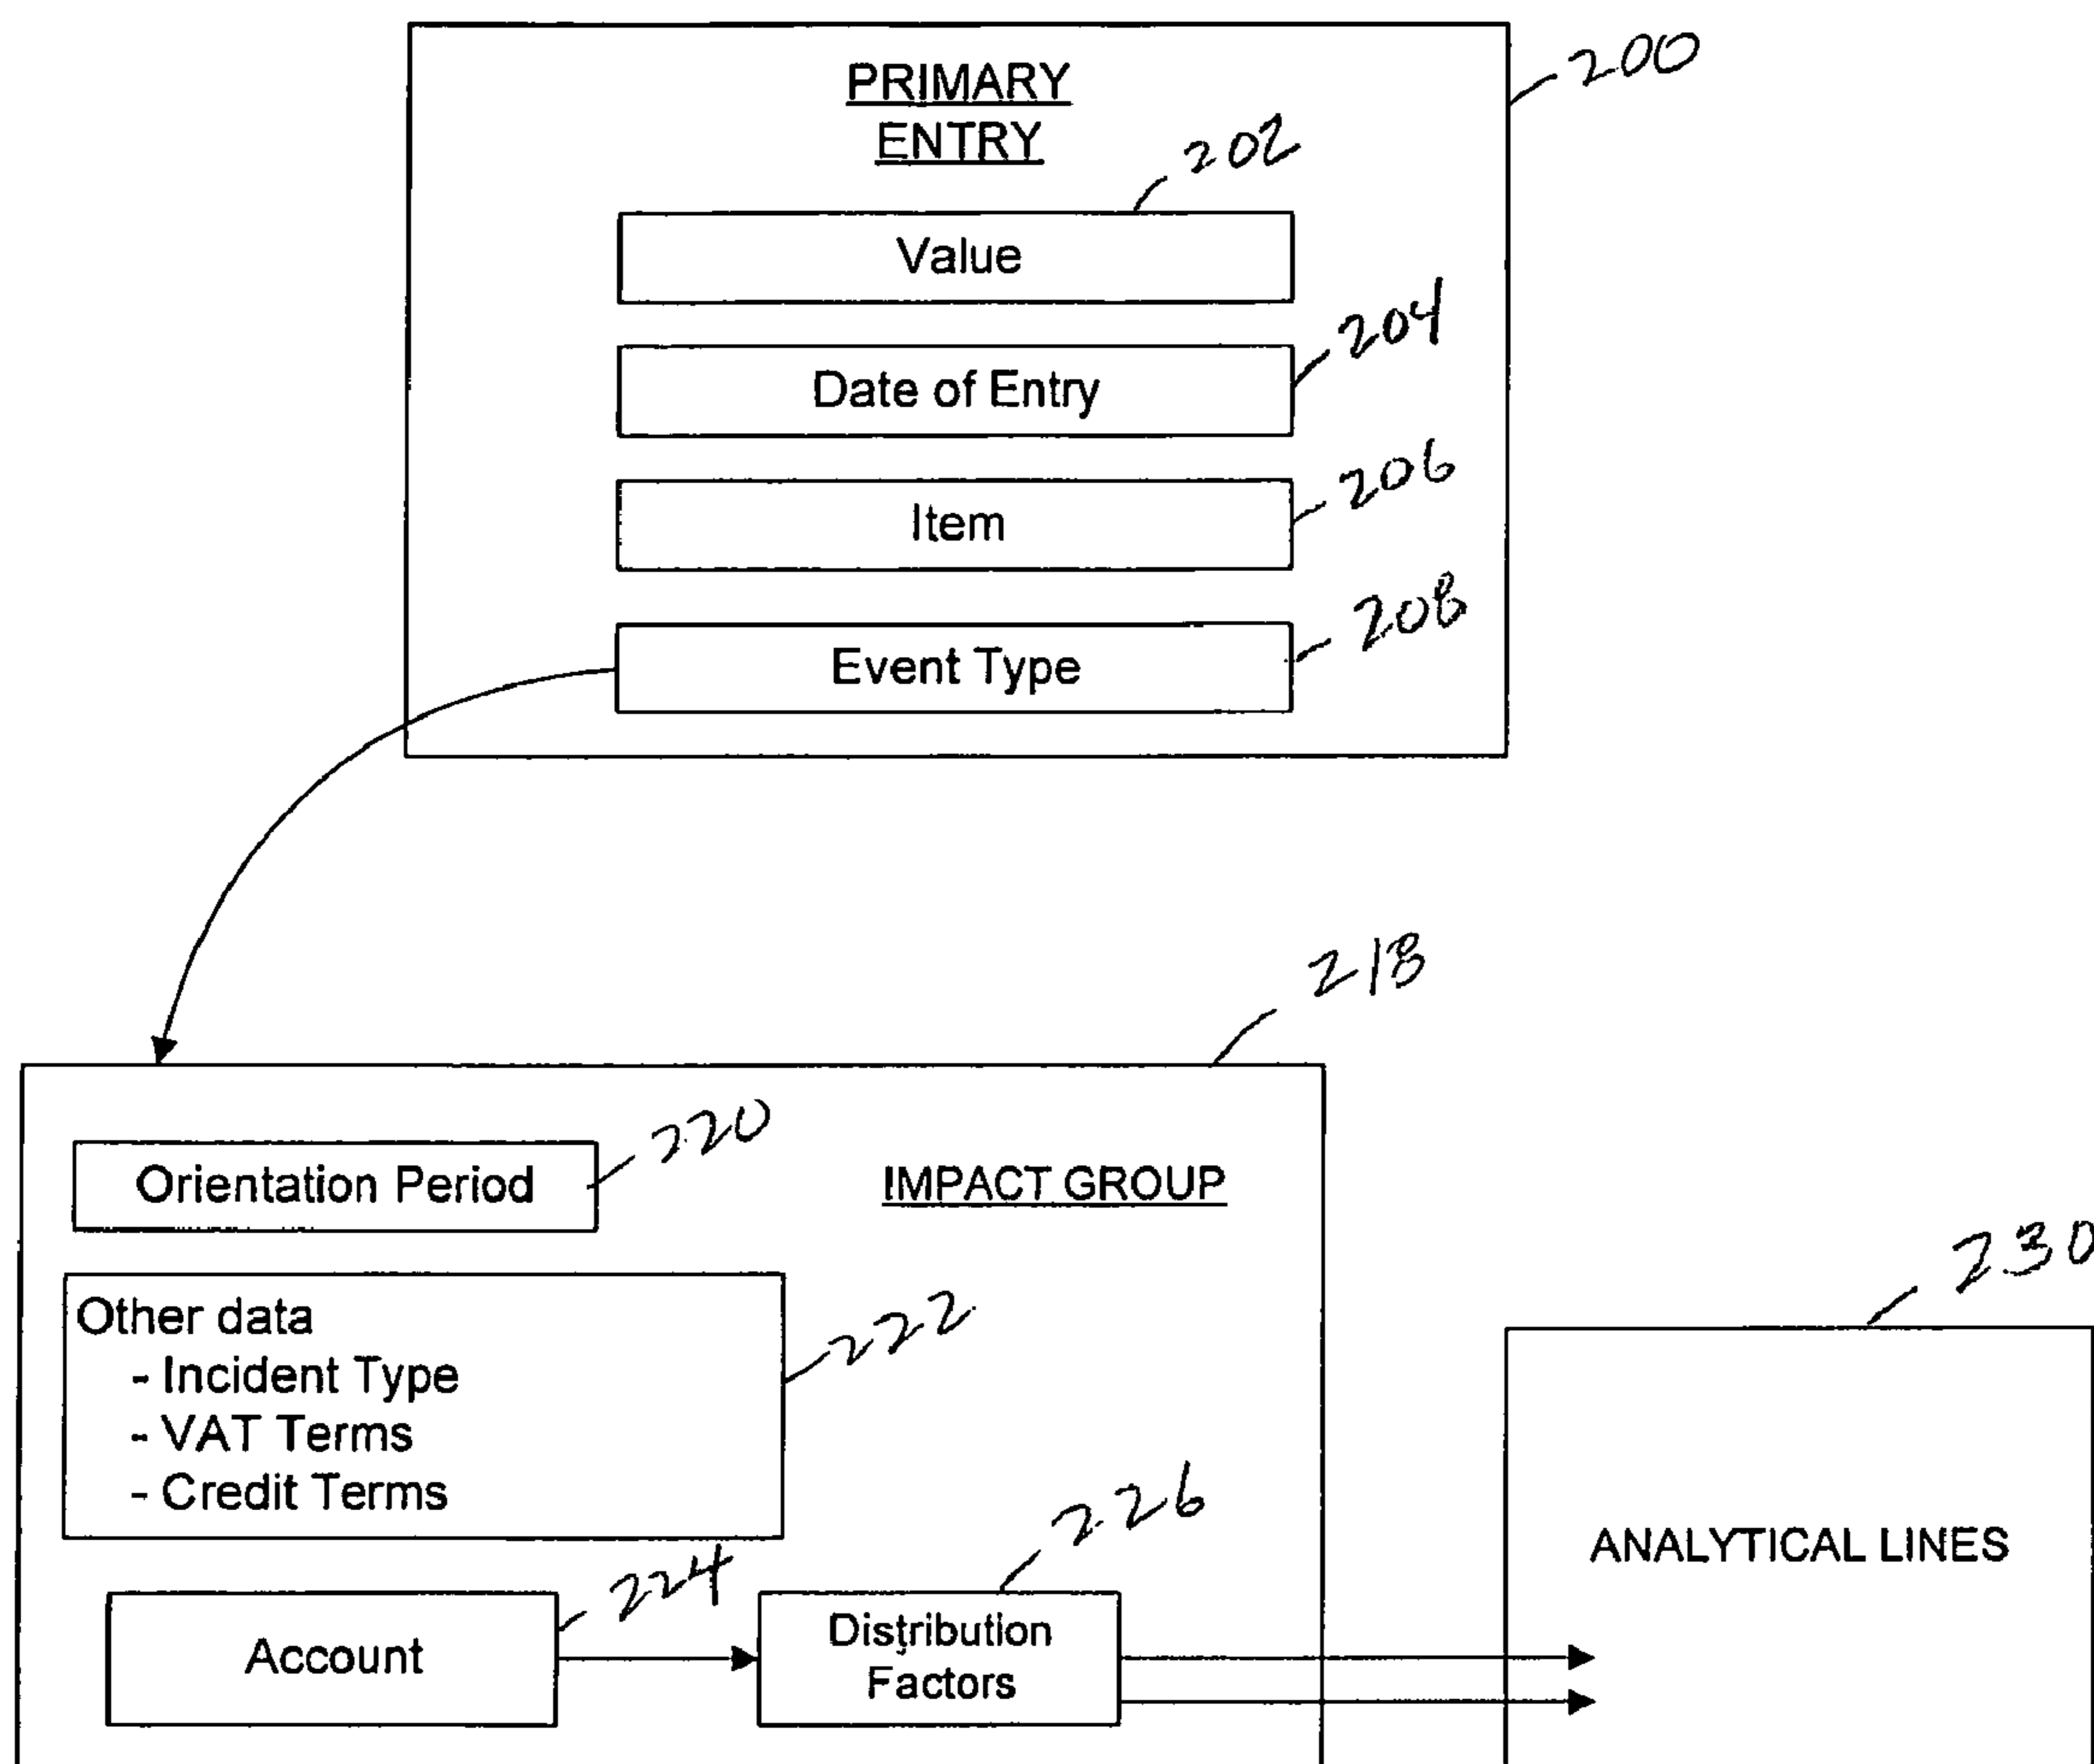 200
PRIMARY
ENTRY
202
Value
204
Date of Entry
206
Item
208
Event Type
218
220
Orientation Period
IMPACT GROUP
230
Other data
- Incident Type
222
- VAT Terms
- Credit Terms
226
ANALYTICAL LINES
224
Distribution
Factors
Account